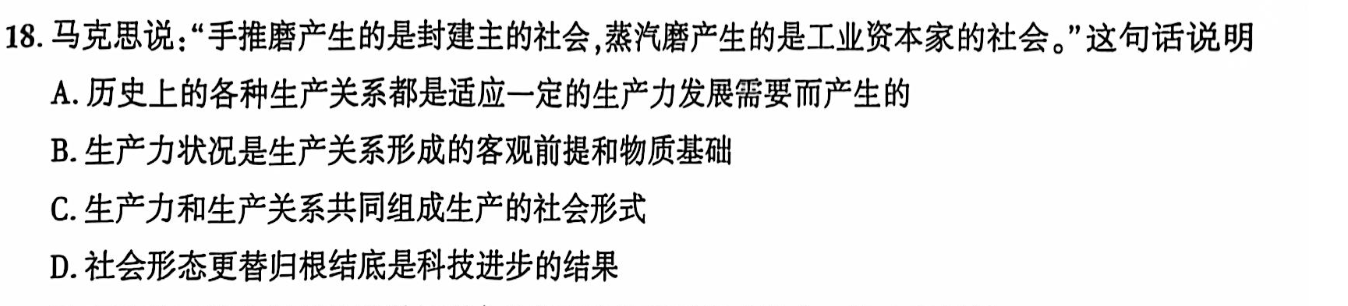 18. 马克思说:“手推磨产生的是封建主的社会,蒸汽磨产生的是工业资本家的社会。”这句话说明
A. 历史上的各种生产关系都是适应一定的生产力发展需要而产生的
B. 生产力状况是生产关系形成的客观前提和物质基础
C. 生产力和生产关系共同组成生产的社会形式
D. 社会形态更替归根结底是科技进步的结果